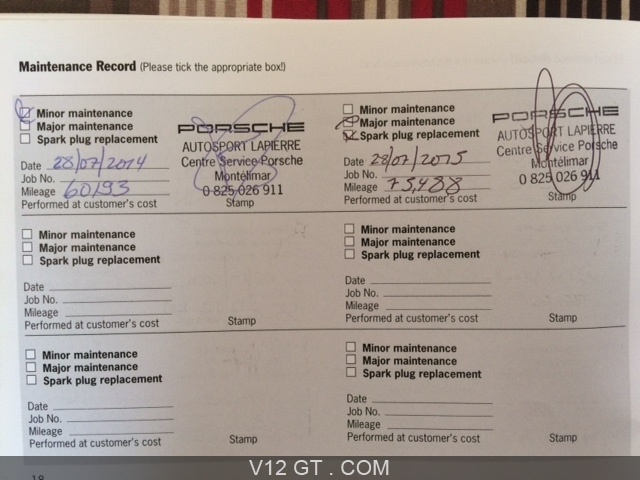 Maintenance Record (Please tick the appropriate box!)
Minor maintenance
Major maintenance
Spark plug replacement
Date 28/07/2014
Job No.
Mileage 60193
Performed at customer's cost
PORSCHE
AUTOSPORT LAPIERRE
Centre Service Porsche
Montélimar
0 825 026 911
Stamp
Minor maintenance
Major maintenance
Spark plug replacement
Date 28/07/2015
Job No.
Mileage 75,488
Performed at customer's cost
PORSCHE
AUTOSPORT LAPIERRE
Centre Service Porsche
Montélimar
0 825 026 911
Stamp
Minor maintenance
Major maintenance
Spark plug replacement
Date
Job No.
Mileage
Performed at customer's cost
Stamp
Minor maintenance
Major maintenance
Spark plug replacement
Date
Job No.
Mileage
Performed at customer's cost
Stamp
Minor maintenance
Major maintenance
Spark plug replacement
Date
Job No.
Mileage
Performed at customer's cost
Stamp
Minor maintenance
Major maintenance
Spark plug replacement
Date
Job No.
Mileage
Performed at customer's cost
Stamp
18
V12 GT . COM